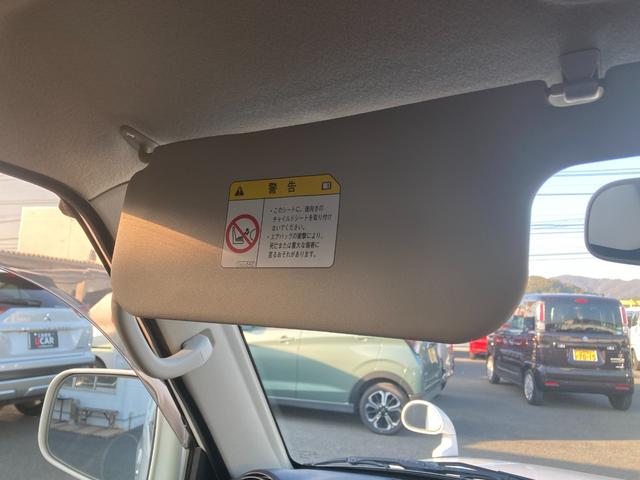 警告
・このシートに、後向きの
チャイルドシートを取り付け
ないでください。
・エアバッグの衝撃により、
死亡または重大な傷害に
至るおそれがあります。
CAR